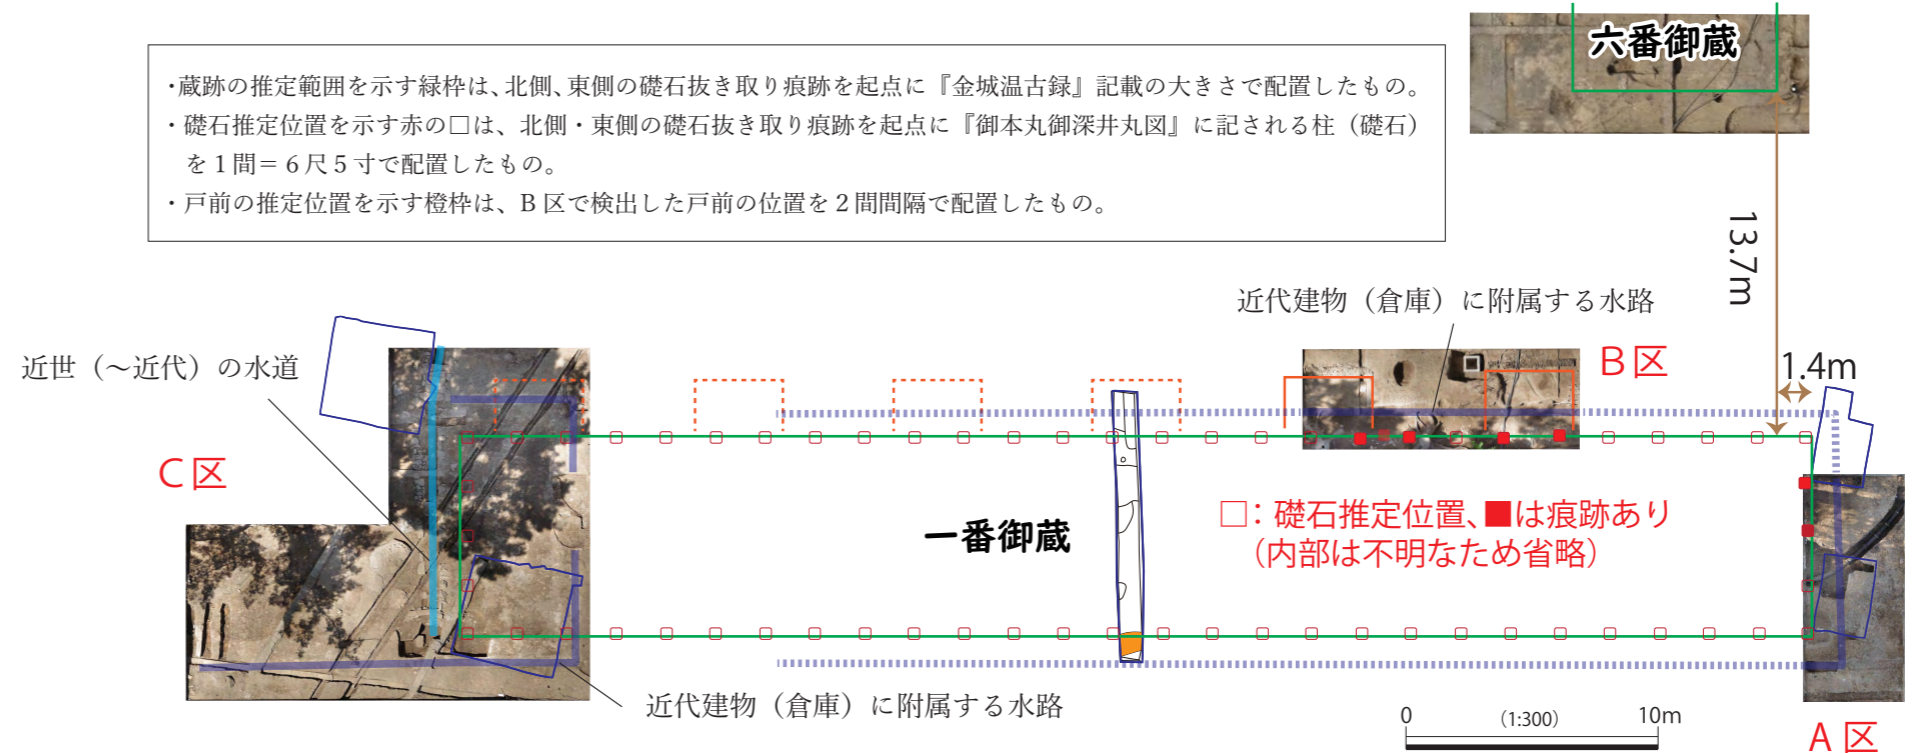 六番御蔵
・蔵跡の推定範囲を示す緑枠は、北側、東側の礎石抜き取り痕跡を起点に『金城温古録』記載の大きさで配置したもの。
・礎石推定位置を示す赤の□は、北側・東側の礎石抜き取り痕跡を起点に『御本丸御深井丸図』に記される柱（礎石）
を１間＝６尺５寸で配置したもの。
・戸前の推定位置を示す橙枠は、B 区で検出した戸前の位置を２間間隔で配置したもの。
13.7m
近代建物（倉庫）に附属する水路
B区
1.4m
近世（～近代）の水道
C区
一番御蔵
□：礎石推定位置、■は痕跡あり
（内部は不明なため省略）
近代建物（倉庫）に附属する水路
0 (1:300) 10m
A区